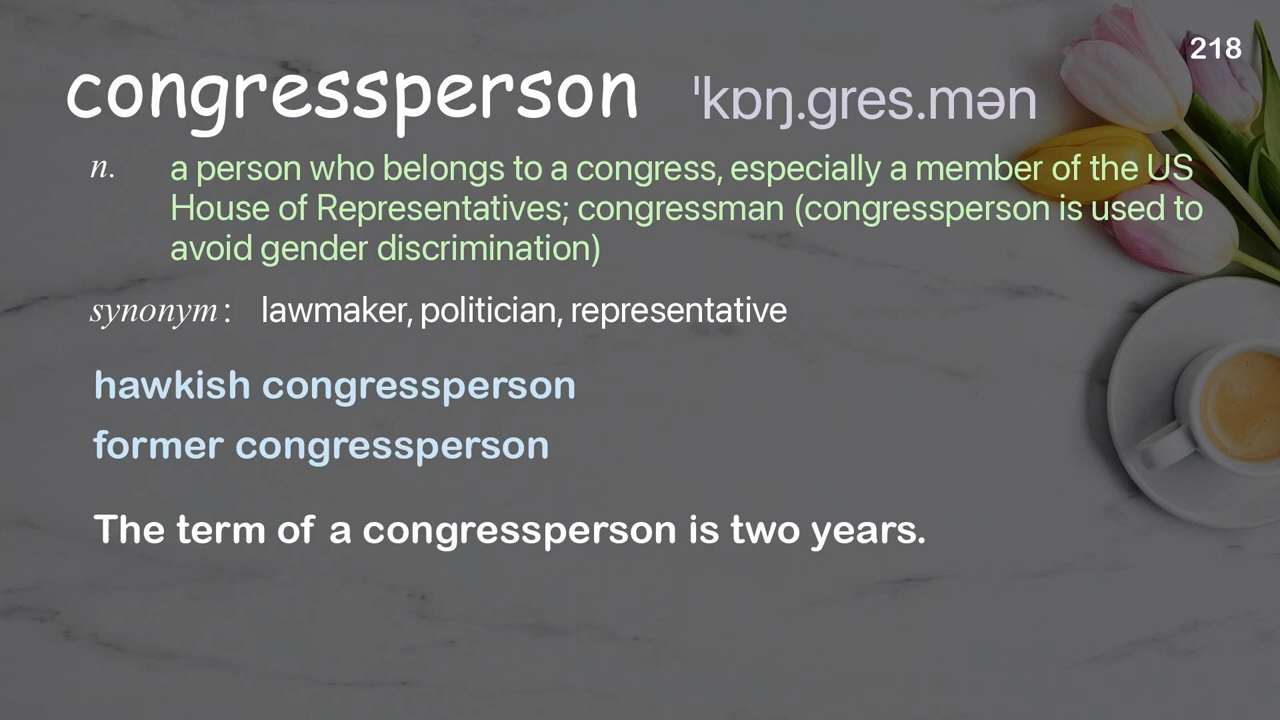 218
congressperson ˈkɒŋ.gres.mən
n. a person who belongs to a congress, especially a member of the US
House of Representatives; congressman (congressperson is used to
avoid gender discrimination)
synonym: lawmaker, politician, representative
hawkish congressperson
former congressperson
The term of a congressperson is two years.